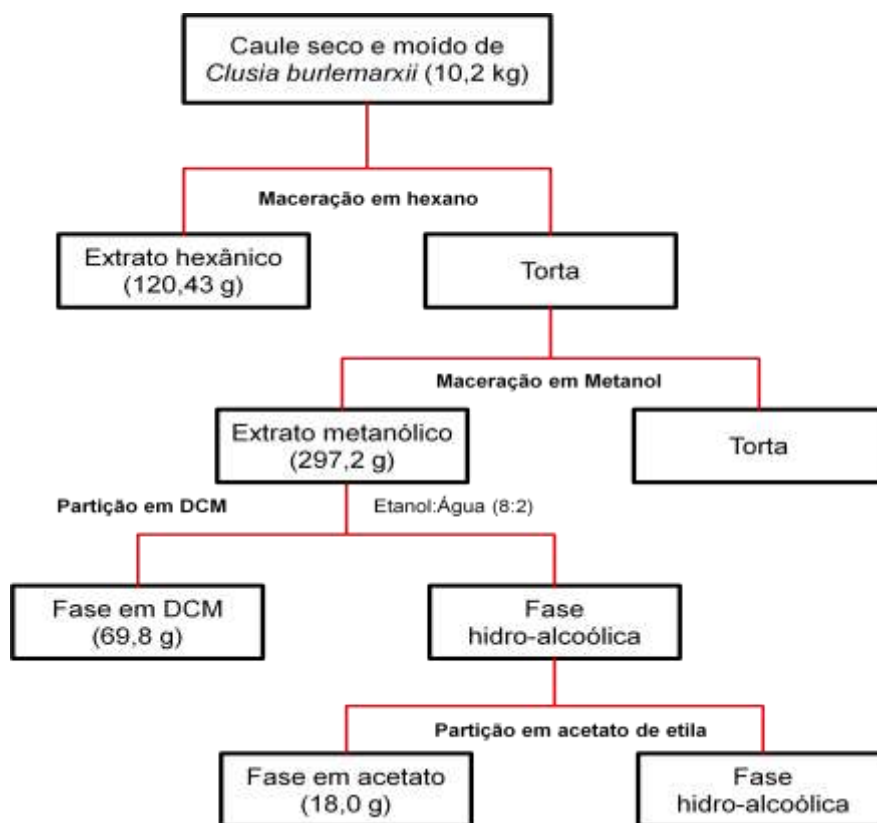 Caule seco e moido de
Clusia burlemarxii (10,2 kg)
Maceração em hexano
Extrato hexânico
(120,43 g)
Torta
Maceração em Metanol
Extrato metanólico
(297,2 g)
Torta
Partição em DCM
Etanol:Água (8:2)
Fase em DCM
(69,8 g)
Fase
hidro-alcoólica
Partição em acetato de etila
Fase em acetato
(18,0 g)
Fase
hidro-alcoólica